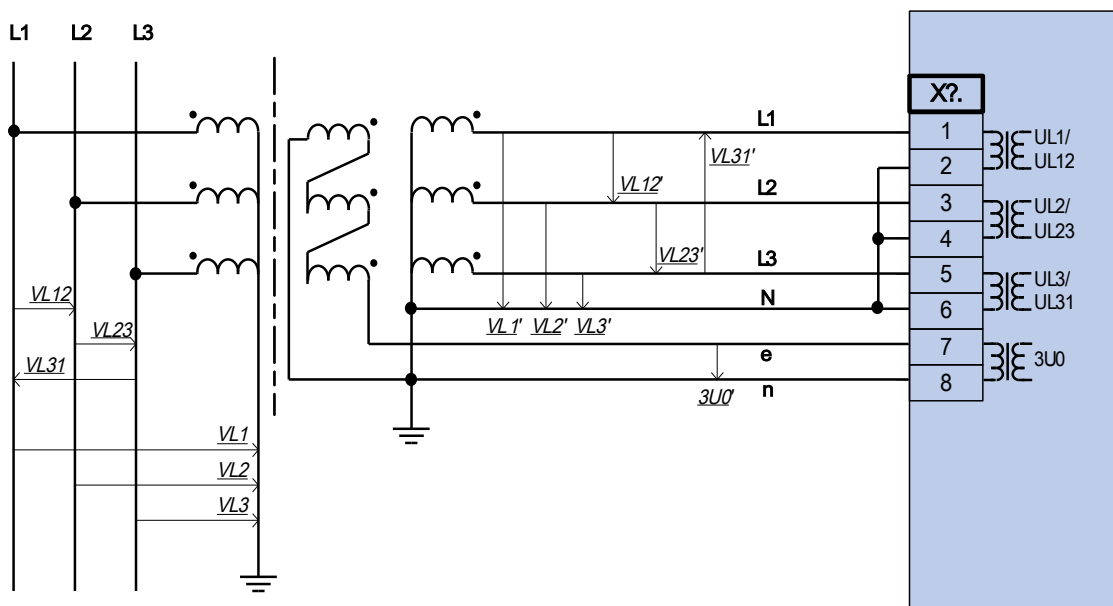 L1 L2 L3
X?.
L1
1
UL1/
UL12
VL31'
2
VL12'
L2
3
UL2/
UL23
4
VL23'
L3
5
UL3/
UL31
VL12
N
6
VL1' VL2' VL3'
VL23
7
3U0
e
VL31
8
n
3U0'
VL1
VL2
VL3